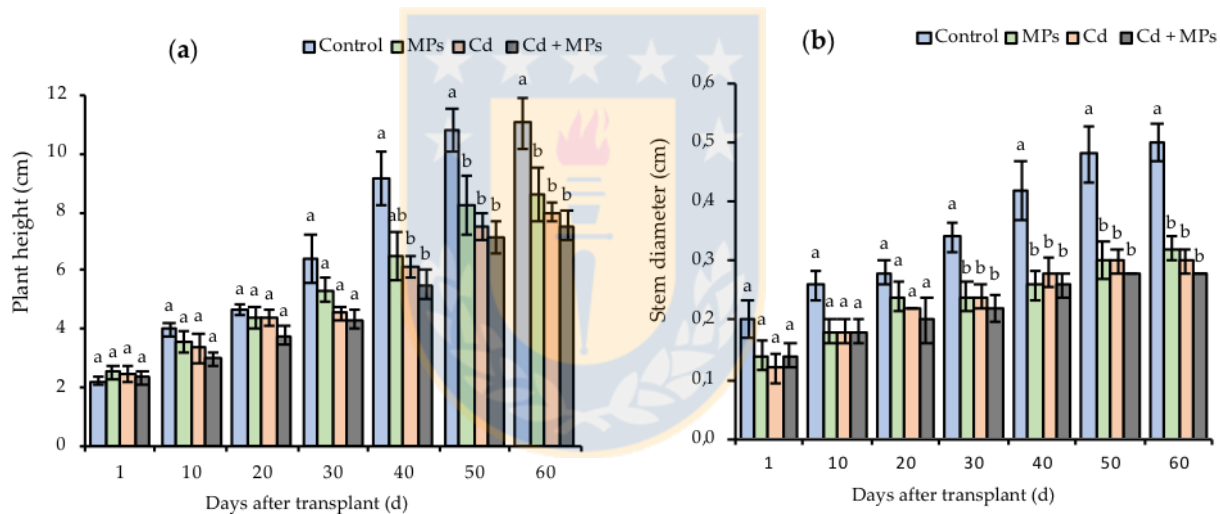 (a)
Control MPs Cd Cd + MPs
Plant height (cm)
12
10
8
6
4
2
0
a a a a
a a a a
a a a a
a a a a
a ab b b
a b b b
a b b b
1 10 20 30 40 50 60
Days after transplant (d)
(b)
Control MPs Cd Cd + MPs
Stem diameter (cm)
0,6
0,5
0,4
0,3
0,2
0,1
0,0
a a a a
a a a a
a a a a
a b b b
a b b b
a b b b
a b b b
1 10 20 30 40 50 60
Days after transplant (d)